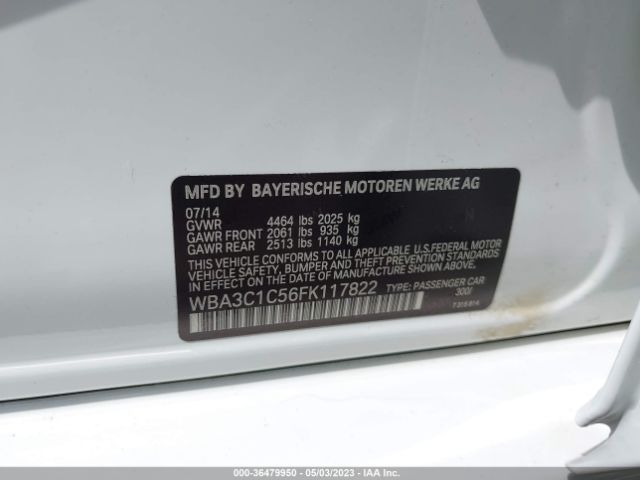 MFD BY BAYERISCHE MOTOREN WERKE AG
07/14
GVWR 4464 lbs 2025 kg
GAWR FRONT 2061 lbs 935 kg
GAWR REAR 2513 lbs 1140 kg
THIS VEHICLE CONFORMS TO ALL APPLICABLE U.S. FEDERAL MOTOR
VEHICLE SAFETY, BUMPER, AND THEFT PREVENTION STANDARDS
IN EFFECT ON THE DATE OF MANUFACTURE SHOWN ABOVE.
WBA3C1C56FK117822 TYPE: PASSENGER CAR
300/
000-36479950 - 05/03/2023 - IAA Inc.